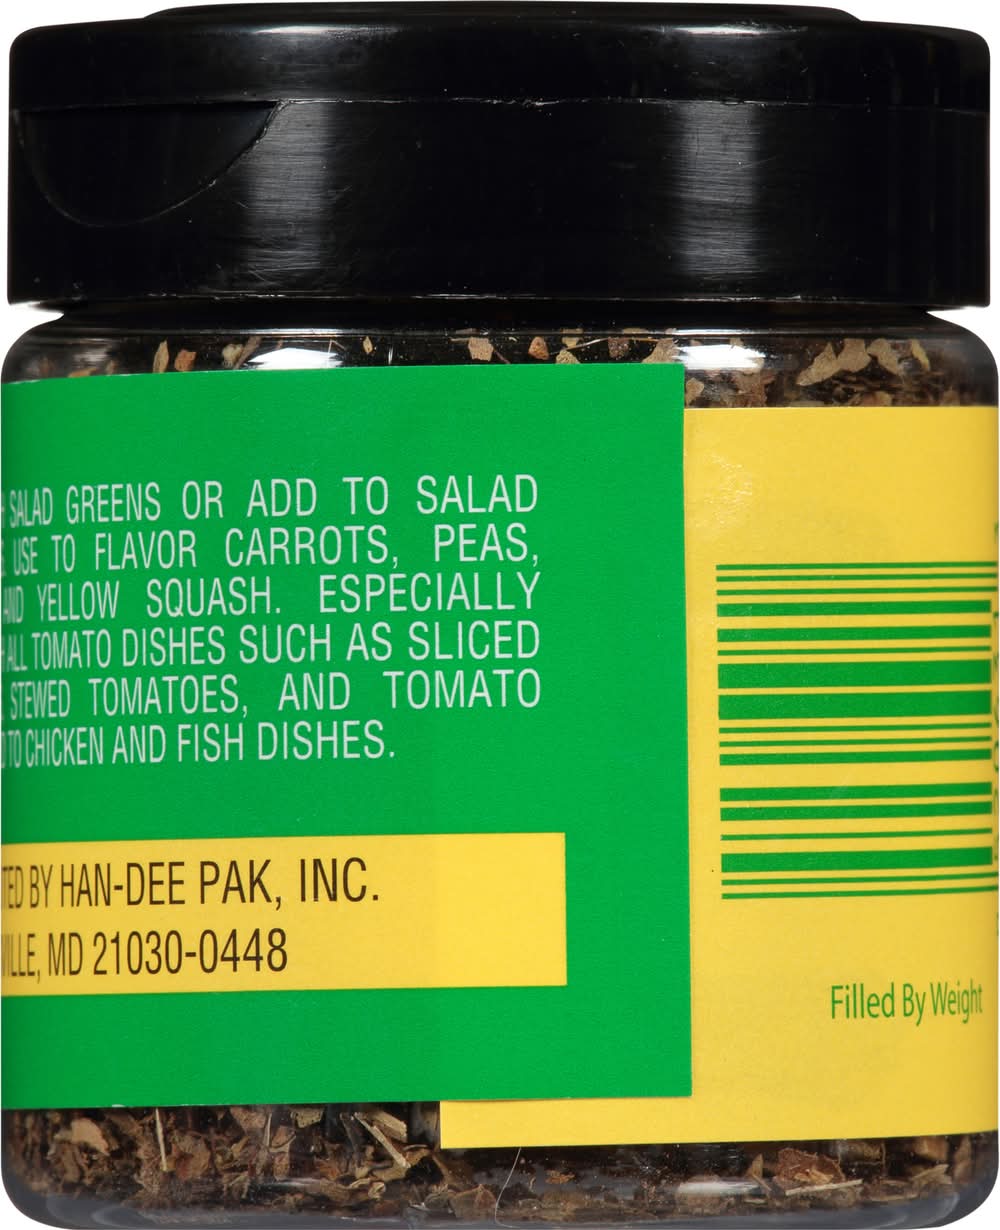 SALAD GREENS OR ADD TO SALAD
USE TO FLAVOR CARROTS, PEAS,
AND YELLOW SQUASH. ESPECIALLY
ALL TOMATO DISHES SUCH AS SLICED
STEWED TOMATOES, AND TOMATO
TO CHICKEN AND FISH DISHES.
TED BY HAN-DEE PAK, INC.
VILLE, MD 21030-0448
Filled By Weight